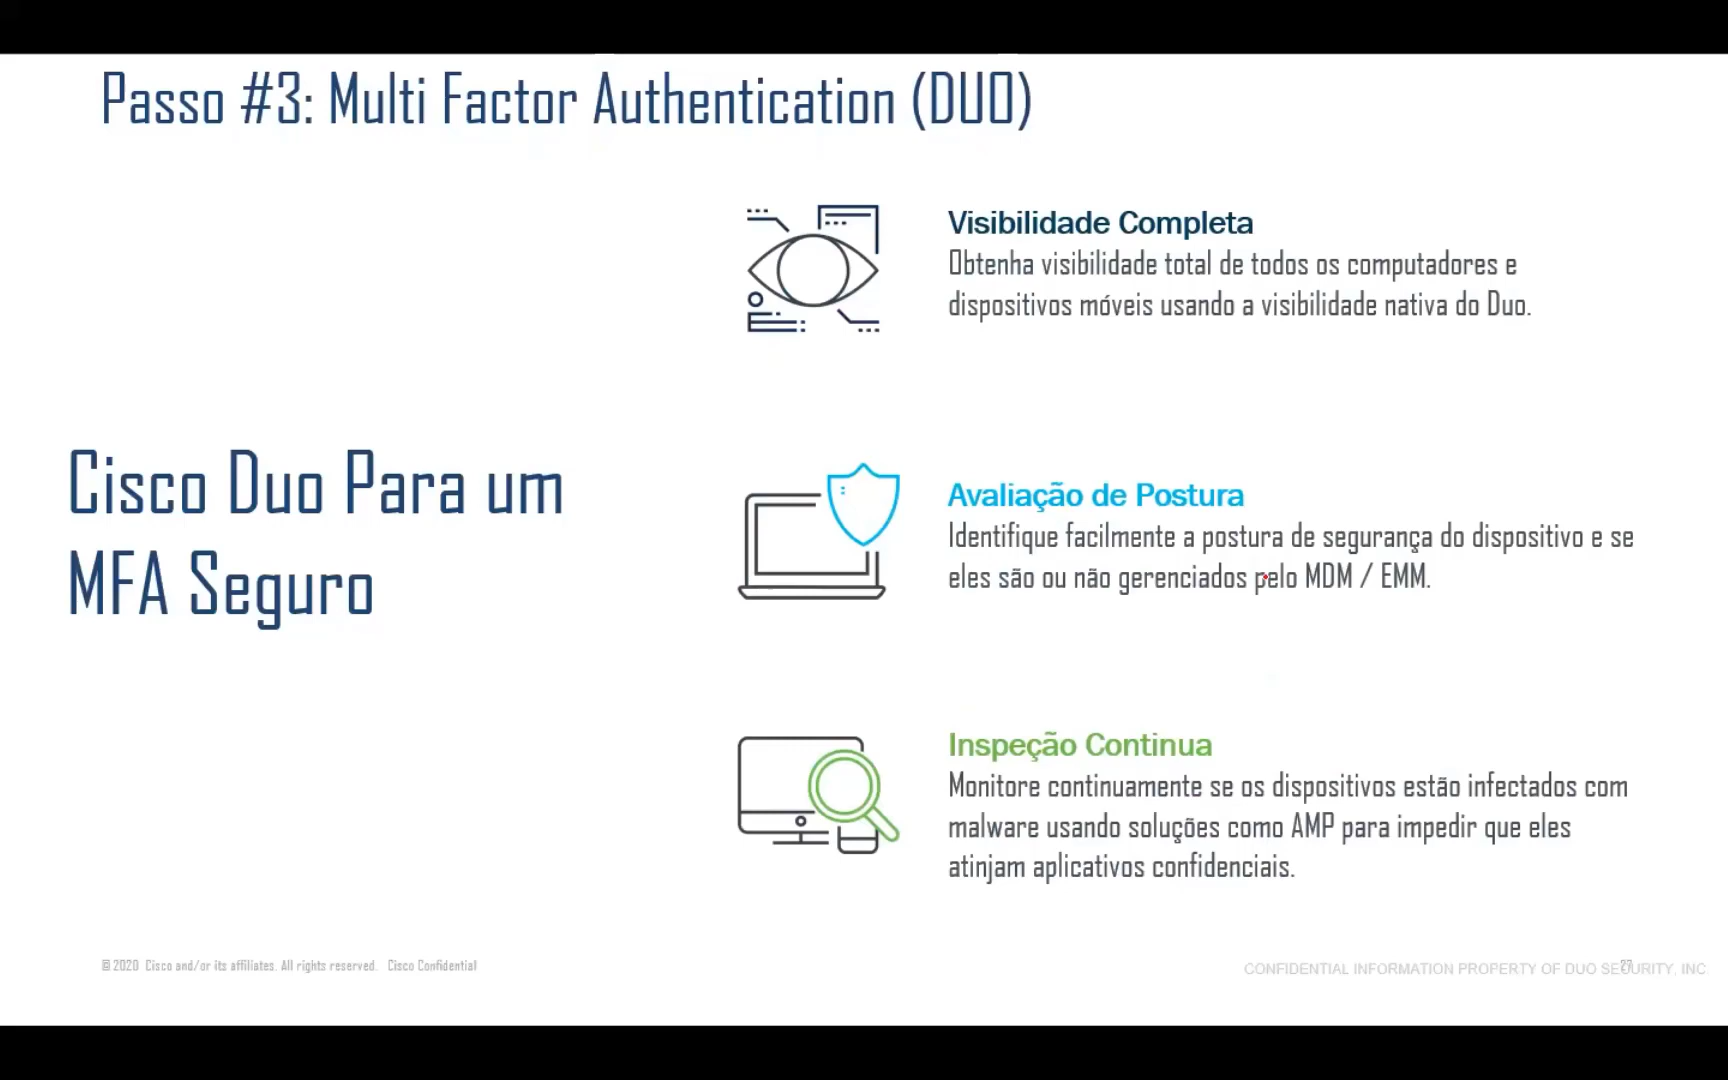 Passo #3: Multi Factor Authentication (DUO)
Visibilidade Completa
Obtenha visibilidade total de todos os computadores e
dispositivos móveis usando a visibilidade nativa do Duo.
Cisco Duo Para um
MFA Seguro
Avaliação de Postura
Identifique facilmente a postura de segurança do dispositivo e se
eles são ou não gerenciados pelo MDM / EMM.
Inspeção Continua
Monitore continuamente se os dispositivos estão infectados com
malware usando soluções como AMP para impedir que eles
atinjam aplicativos confidenciais.
© 2020 Cisco and/or its affiliates. All rights reserved. Cisco Confidential
CONFIDENTIAL INFORMATION PROPERTY OF DUO SECURITY, INC
27